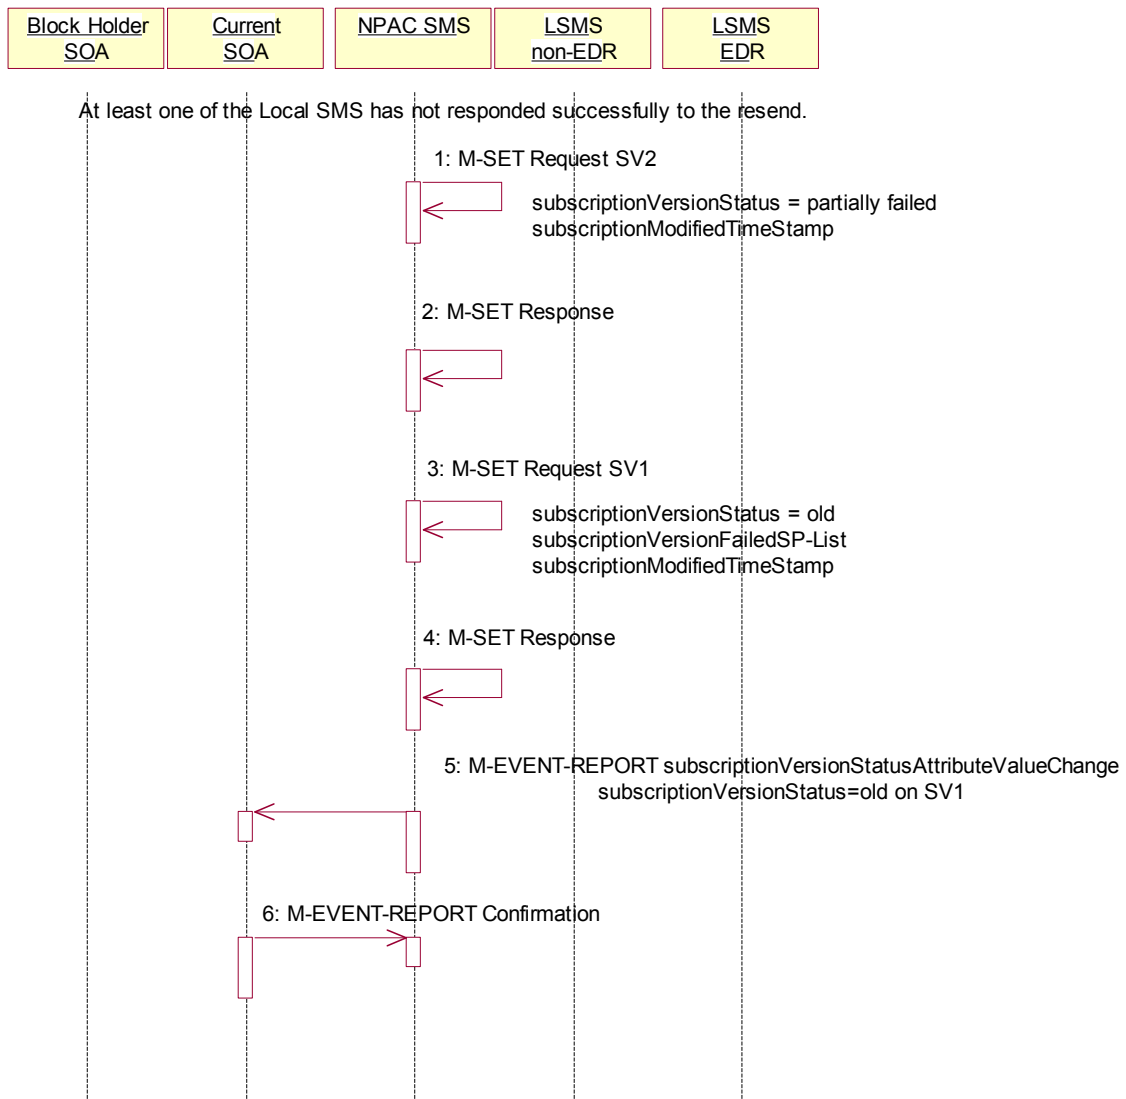 Block Holder
SOA
Current
SOA
NPAC SMS
LSMS
non-EDR
LSMS
EDR
At least one of the Local SMS has not responded successfully to the resend.
1: M-SET Request SV2
subscriptionVersionStatus = partially failed
subscriptionModifiedTimeStamp
2: M-SET Response
3: M-SET Request SV1
subscriptionVersionStatus = old
subscriptionVersionFailedSP-List
subscriptionModifiedTimeStamp
4: M-SET Response
5: M-EVENT-REPORT subscriptionVersionStatusAttributeValueChange
subscriptionVersionStatus=old on SV1
6: M-EVENT-REPORT Confirmation